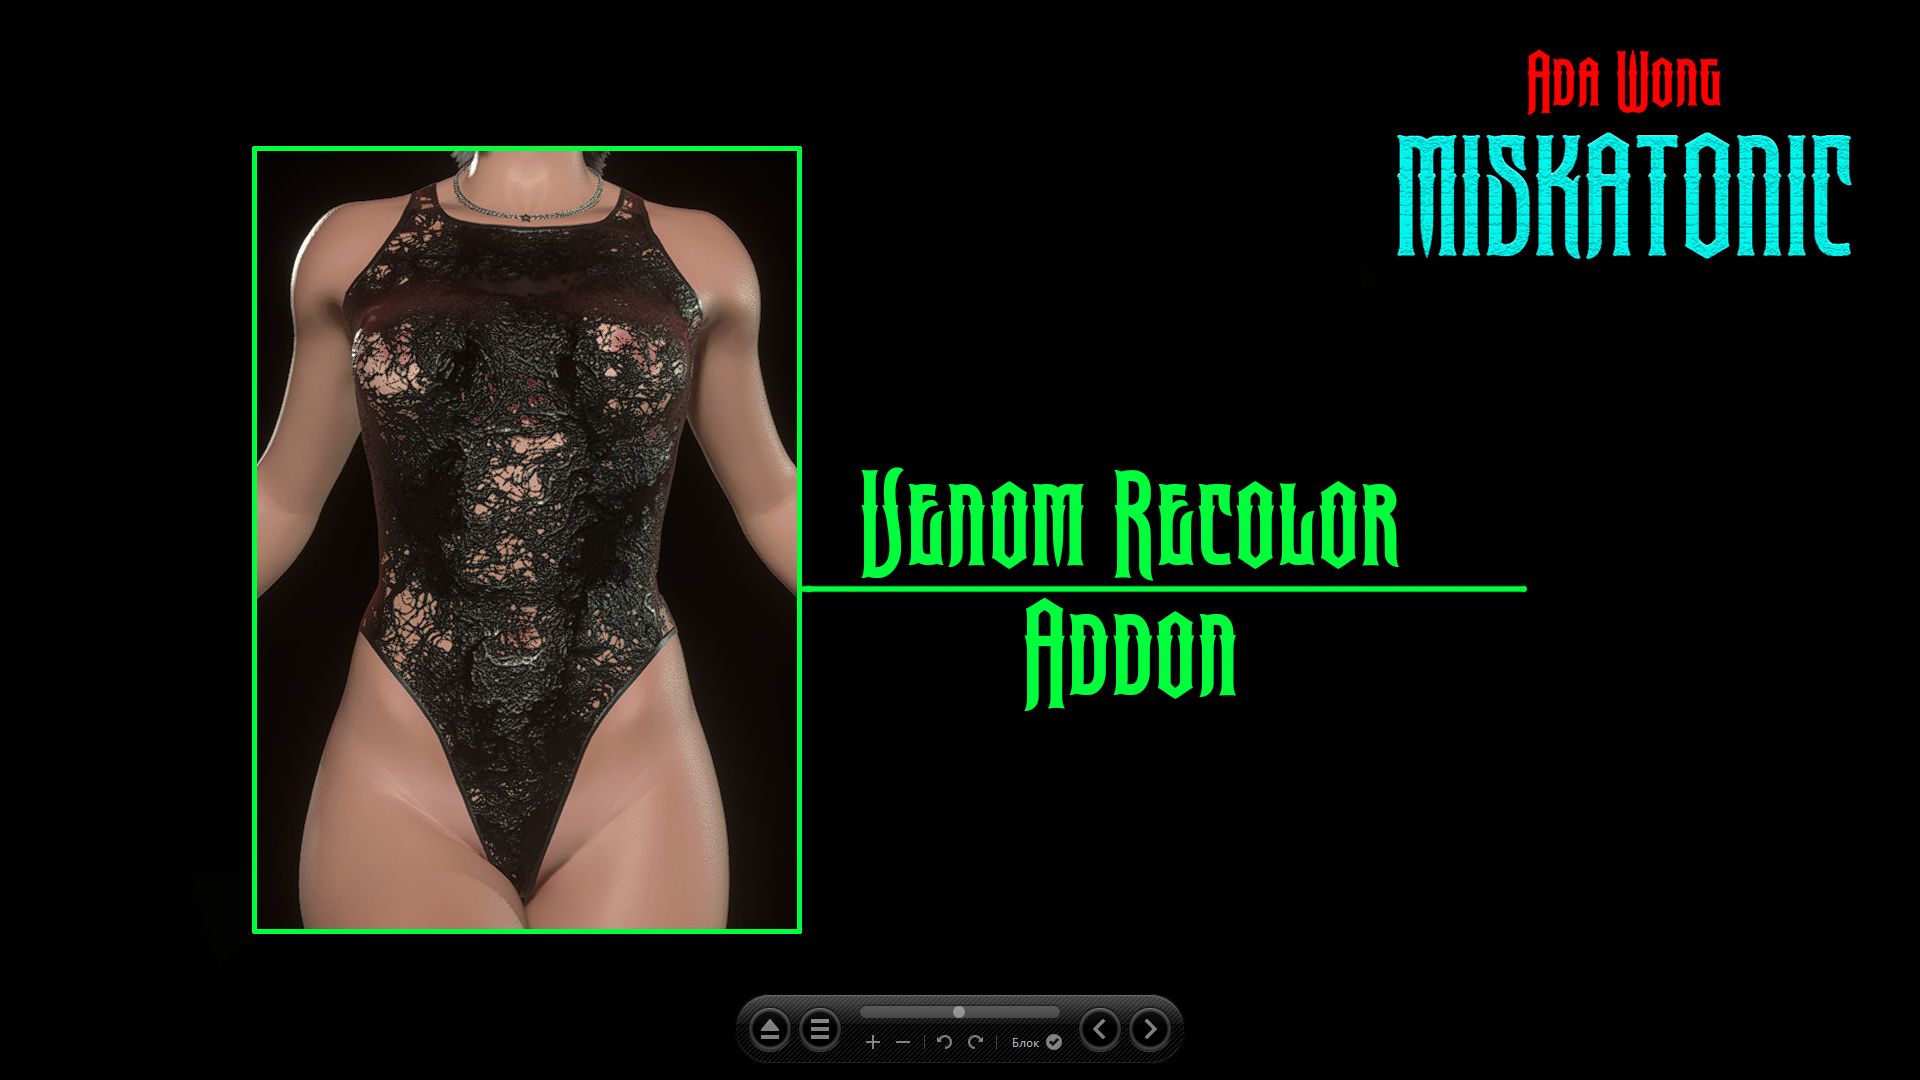 Ada Wong
MISKATONIC
Venom Recolor
Addon
Блок